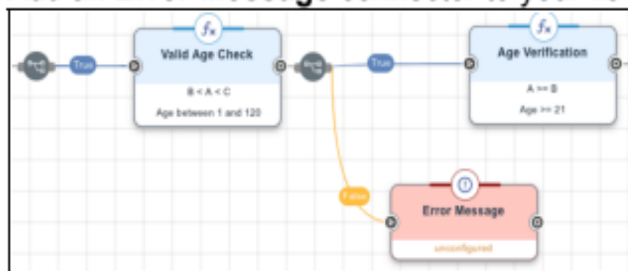 True
Valid Age Check
B < A < C
Age between 1 and 120
True
Age Verification
A >= B
Age >= 21
False
Error Message
unconfigured